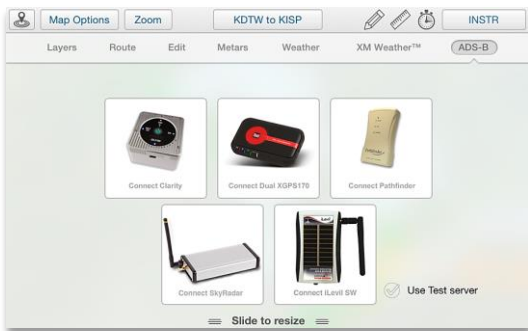 Map Options Zoom KDTW to KISP INSTR
Layers Route Edit Metars Weather XM Weather™ ADS-B
Connect Clarity Connect Dual XGPS170 Connect Pathfinder
Connect SkyRadar Connect iLevil SW Use Test server
Slide to resize